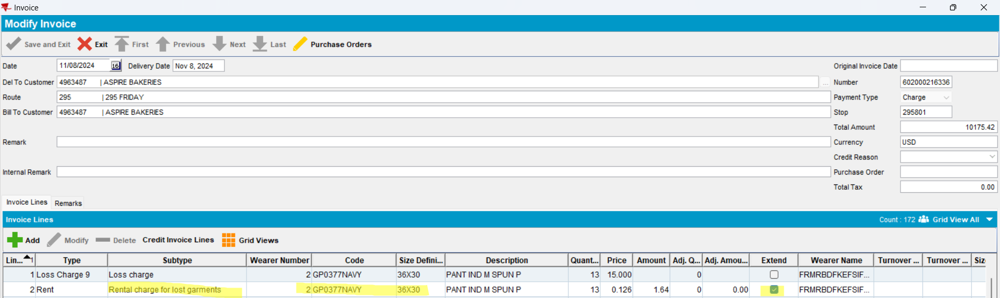 Invoice
Modify Invoice
Save and Exit Exit First Previous Next Last Purchase Orders
Date 11/08/2024 16 Delivery Date Nov 8, 2024 Original Invoice Date
Del To Customer 4963487 | ASPIRE BAKERIES ... Number 602000216336
Route 295 | 295 FRIDAY Payment Type Charge
Bill To Customer 4963487 | ASPIRE BAKERIES Stop 295801
Total Amount 10175.42
Remark Currency USD
Credit Reason
Internal Remark Purchase Order
Total Tax 0.00
Invoice Lines Remarks
Invoice Lines Count : 172 Grid View All
Add Modify Delete Credit Invoice Lines Grid Views
Lin... 1 Type Subtype Wearer Number Code Size Defini... Description Quant... Price Amount Adj. Q... Adj. Amou... Extend Wearer Name Turnover ... Turnover ... Siz
1 Loss Charge 9 Loss charge 2 GP0377NAVY 36X30 PANT IND M SPUN P 13 15.000 0 FRMRBDFKEFSIF...
2 Rent Rental charge for lost garments 2 GP0377NAVY 36X30 PANT IND M SPUN P 13 0.126 1.64 0 0.00 FRMRBDFKEFSIF...